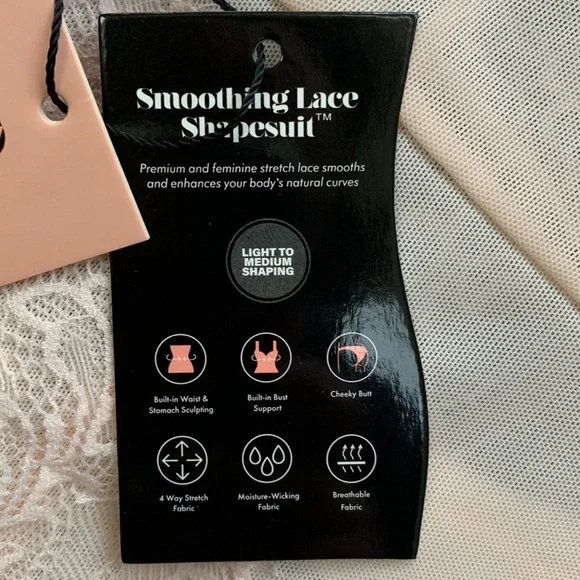 Smoothing Lace
Shapesuit™
Premium and feminine stretch lace smooths
and enhances your body's natural curves
LIGHT TO
MEDIUM
SHAPING
Built-in Waist &
Stomach Sculpting
Built-in Bust
Support
Cheeky Butt
4 Way Stretch
Fabric
Moisture-Wicking
Fabric
Breathable
Fabric